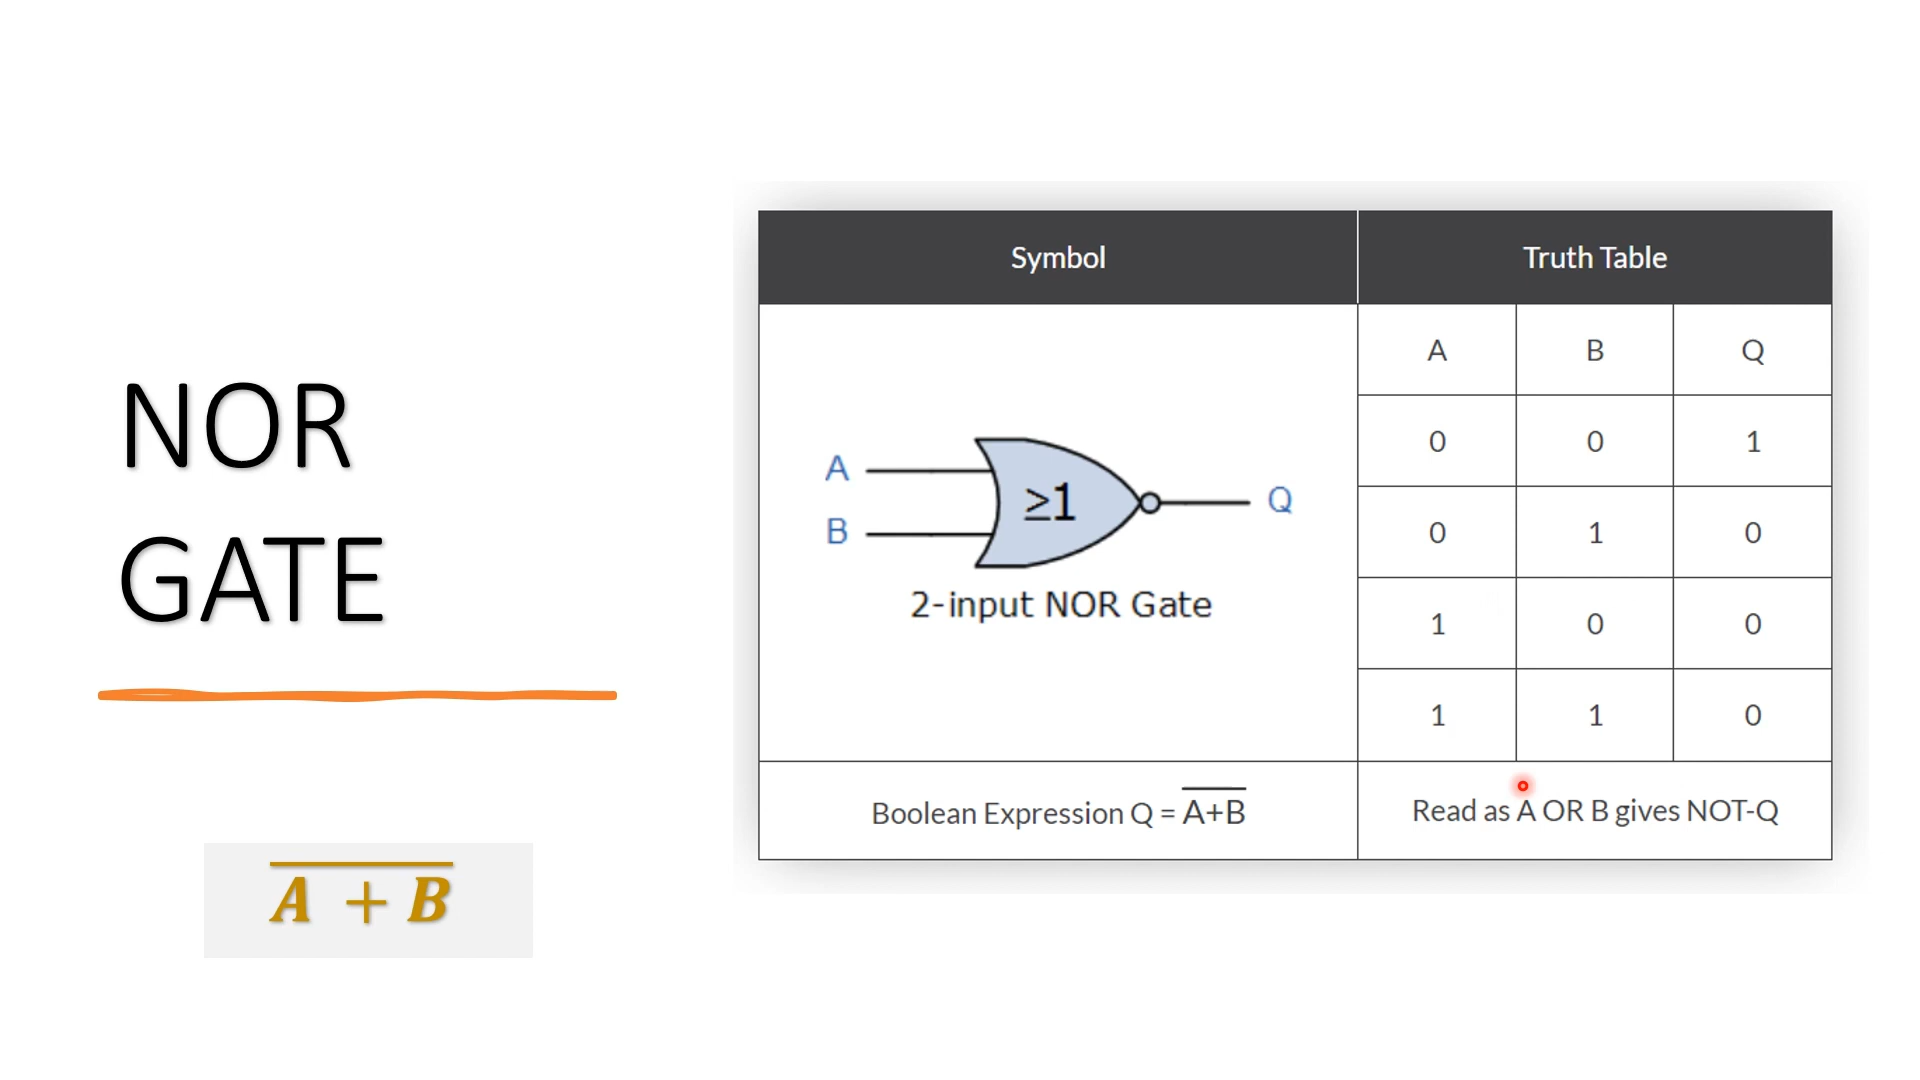 NOR
GATE
A + B
Symbol
Truth Table
A
B
≥1
Q
2-input NOR Gate
A B Q
0 0 1
0 1 0
1 0 0
1 1 0
Boolean Expression Q = A+B
Read as A OR B gives NOT-Q